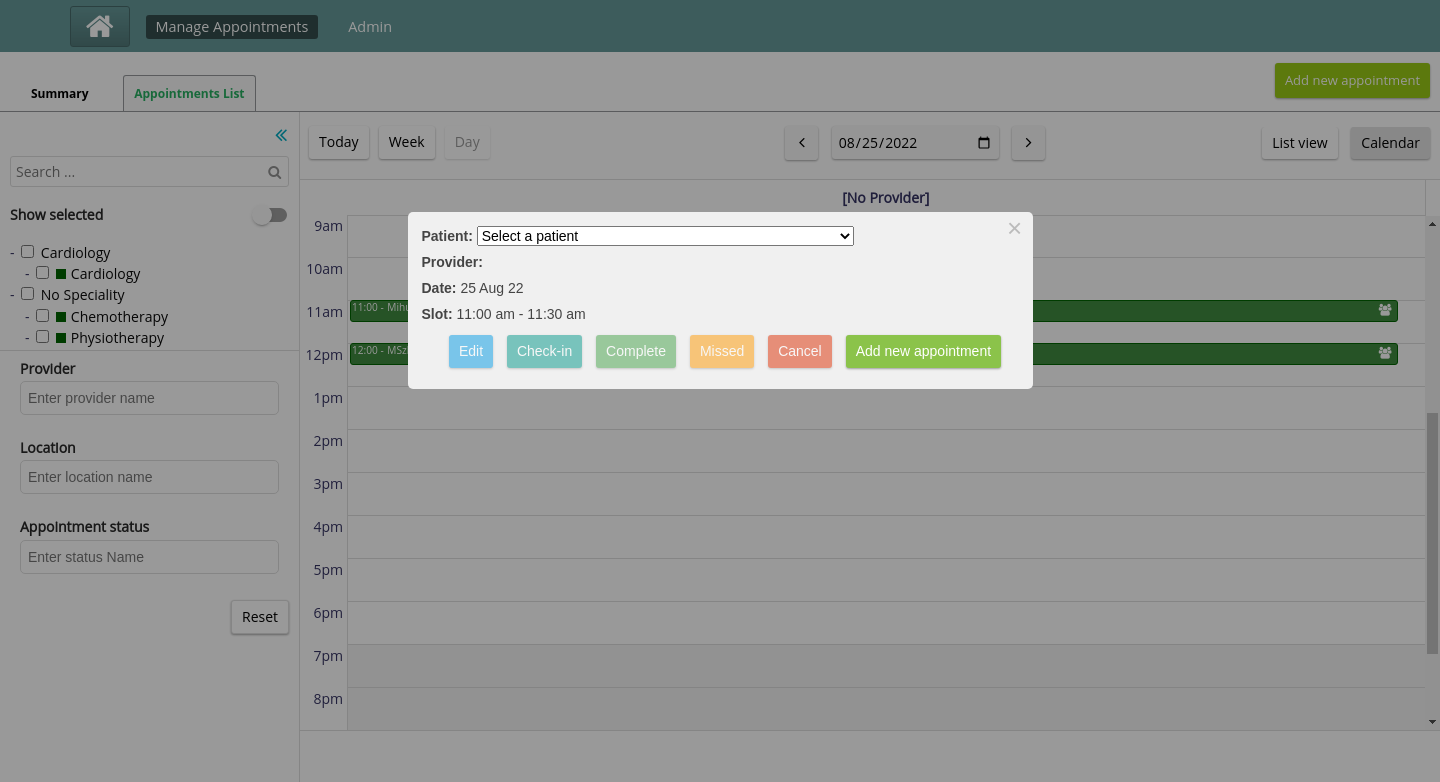 Manage Appointments
Admin
Summary
Appointments List
Add new appointment
Search ...
Show selected
- Cardiology
- Cardiology
- No Speciality
- Chemotherapy
- Physiotherapy
Provider
Enter provider name
Location
Enter location name
Appointment status
Enter status Name
Reset
Today
Week
Day
08/25/2022
List view
Calendar
[No Provider]
9am
10am
11am
11:00 -
12pm
12:00 -
1pm
2pm
3pm
4pm
5pm
6pm
7pm
8pm
×
Patient: Select a patient
Provider:
Date: 25 Aug 22
Slot: 11:00 am - 11:30 am
Edit
Check-in
Complete
Missed
Cancel
Add new appointment